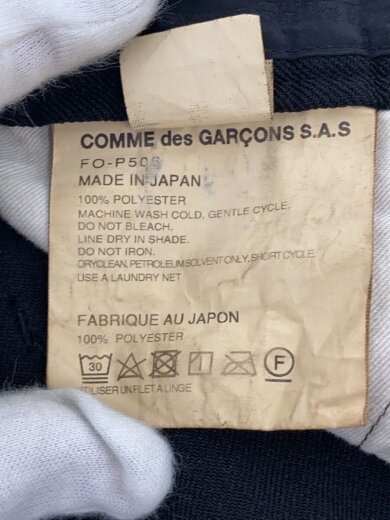 COMME des GARÇONS S.A.S
FO-P506
MADE IN JAPAN
100% POLYESTER
MACHINE WASH COLD, GENTLE CYCLE.
DO NOT BLEACH.
LINE DRY IN SHADE.
DO NOT IRON.
DRYCLEAN, PETROLEUM SOLVENT ONLY, SHORT CYCLE.
USE A LAUNDRY NET
FABRIQUE AU JAPON
100% POLYESTER
30 F
UTILISER UN FILET A LINGE